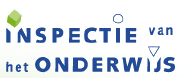 inspectie van
het ONDERWIJS